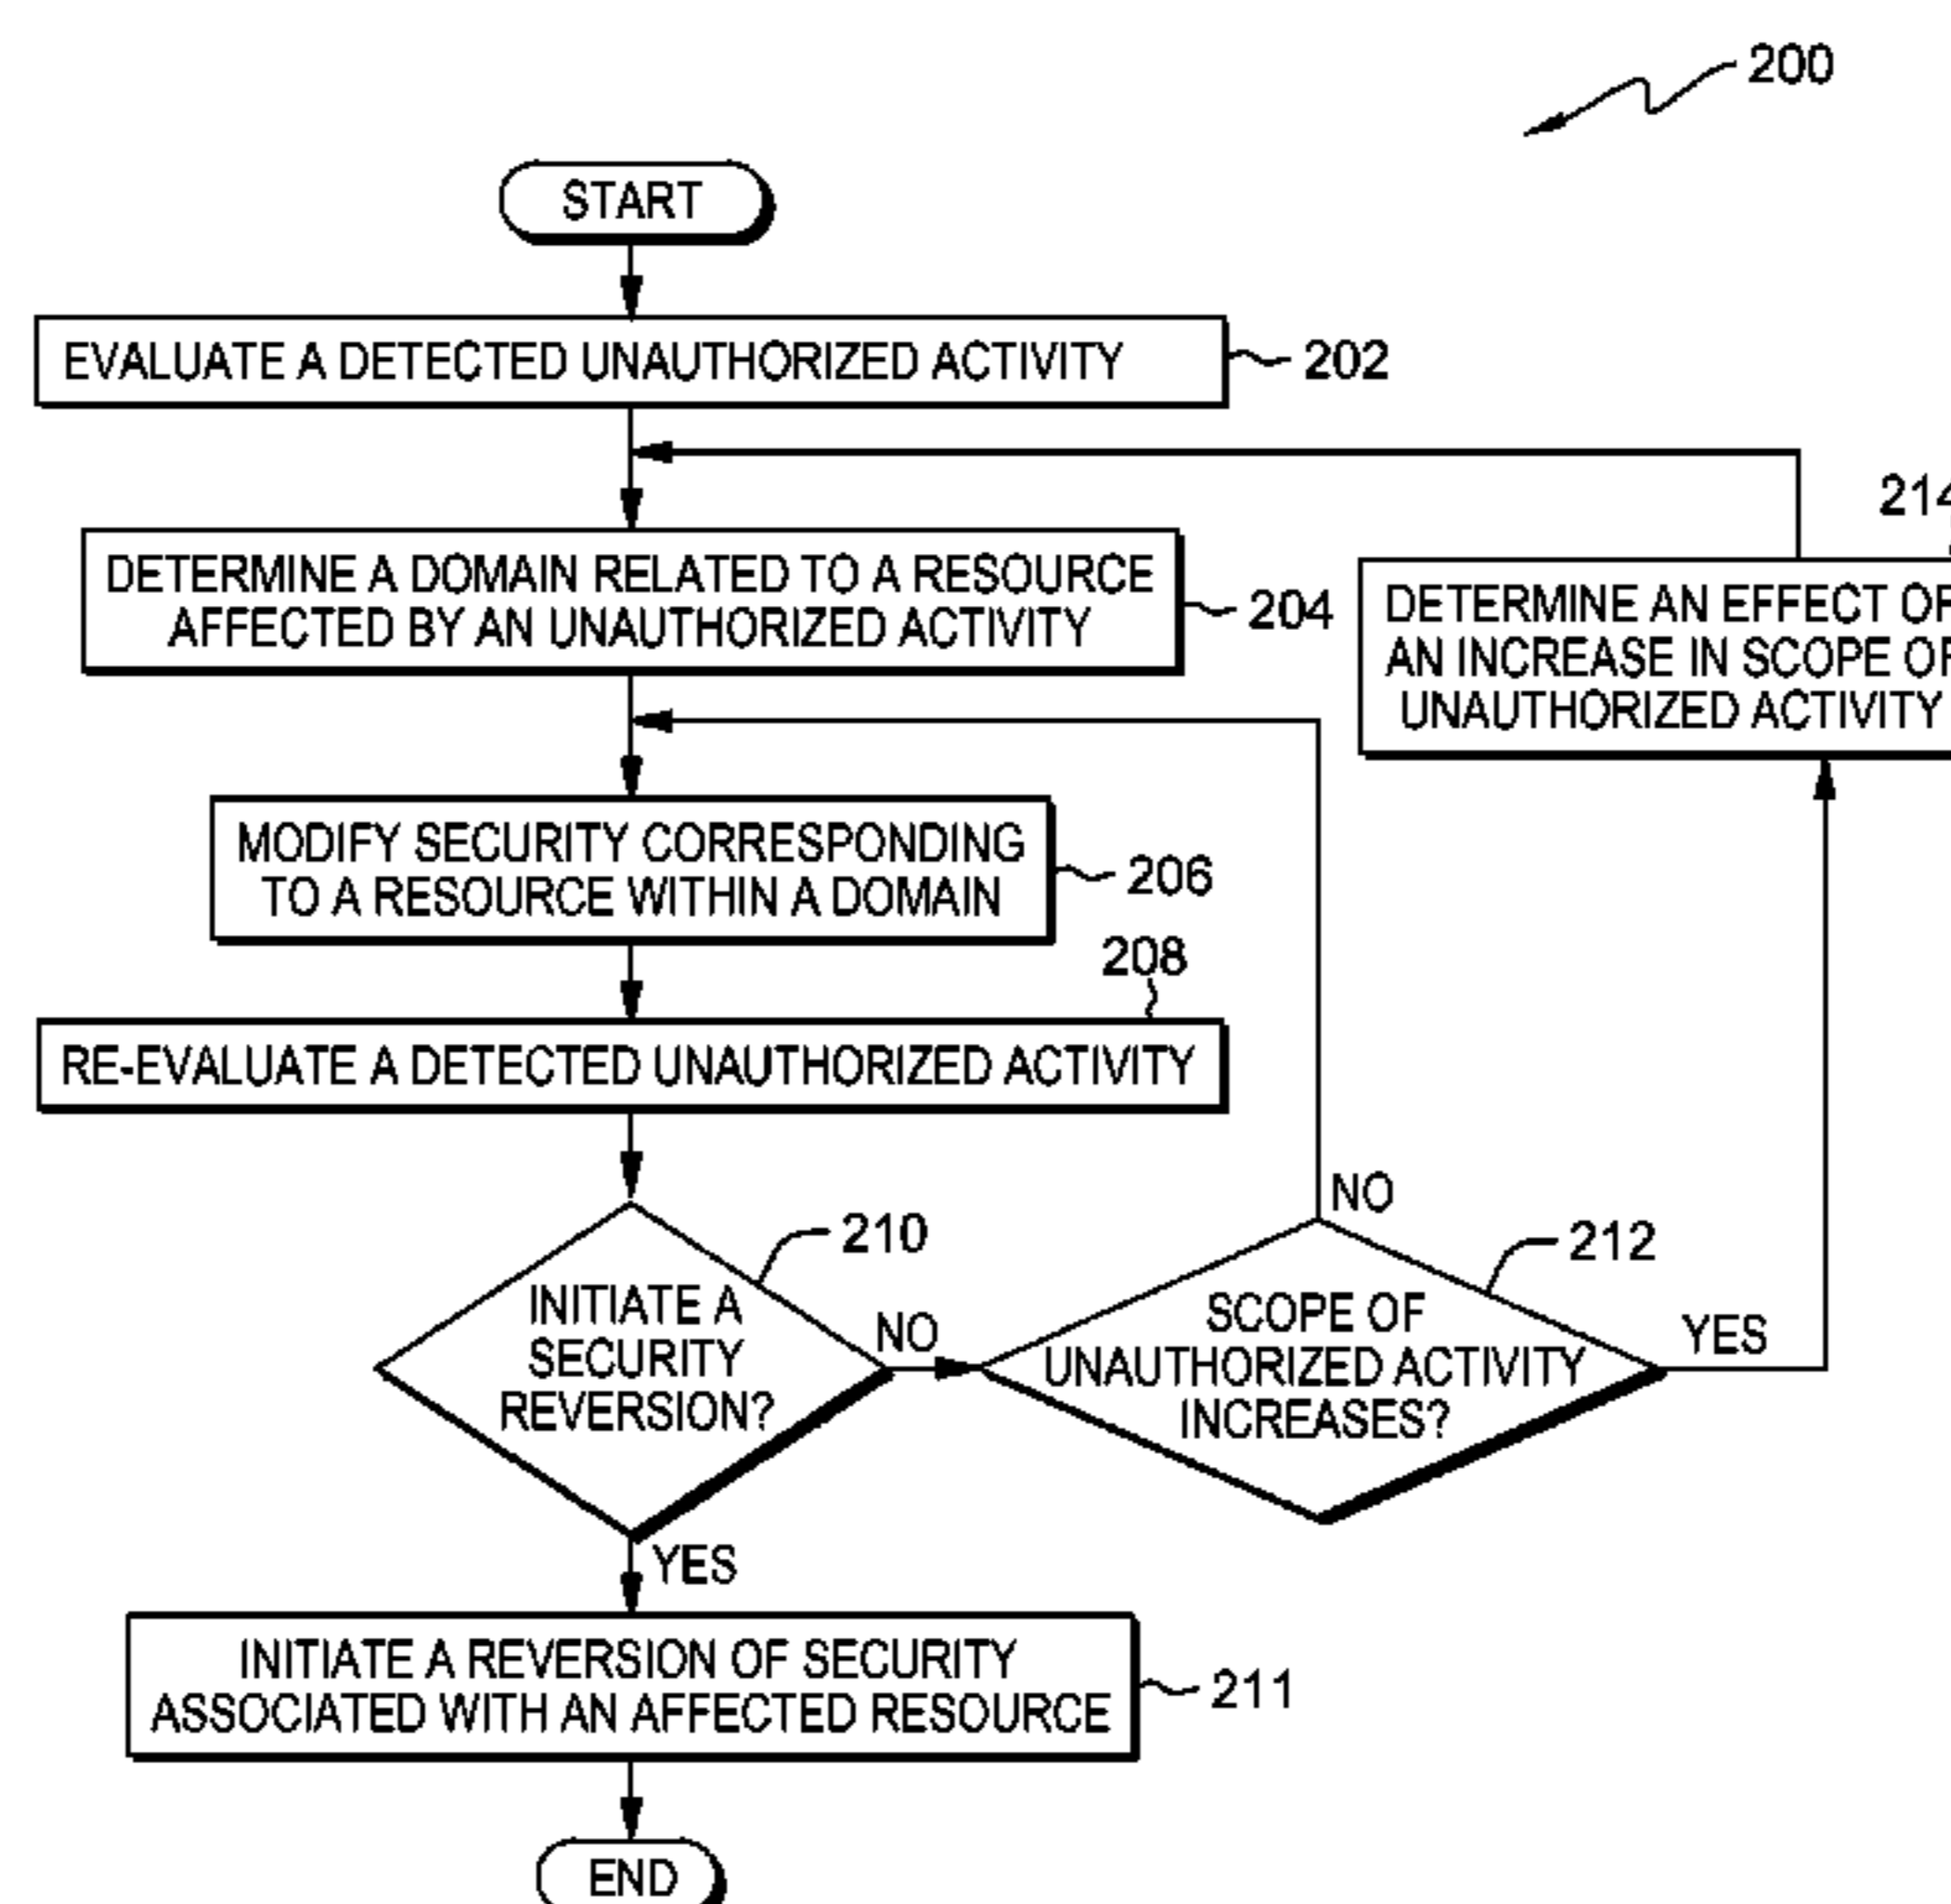 200
START
EVALUATE A DETECTED UNAUTHORIZED ACTIVITY
202
214
DETERMINE A DOMAIN RELATED TO A RESOURCE
AFFECTED BY AN UNAUTHORIZED ACTIVITY
204
DETERMINE AN EFFECT OF
AN INCREASE IN SCOPE OF
UNAUTHORIZED ACTIVITY
MODIFY SECURITY CORRESPONDING
TO A RESOURCE WITHIN A DOMAIN
206
208
RE-EVALUATE A DETECTED UNAUTHORIZED ACTIVITY
INITIATE A
SECURITY
REVERSION?
210
NO
SCOPE OF
UNAUTHORIZED ACTIVITY
INCREASES?
212
NO
YES
YES
INITIATE A REVERSION OF SECURITY
ASSOCIATED WITH AN AFFECTED RESOURCE
211
END